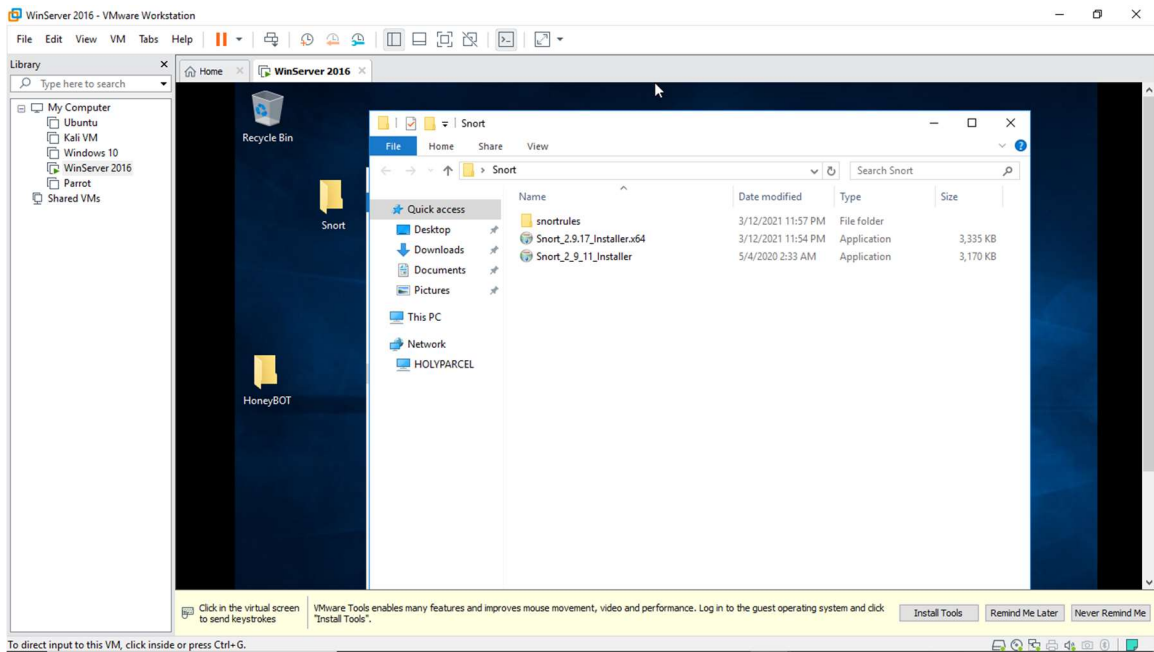 WinServer 2016 - VMware Workstation
File Edit View VM Tabs Help
Library
Home
WinServer 2016
Type here to search
My Computer
Ubuntu
Kali VM
Windows 10
WinServer 2016
Parrot
Shared VMs
Recycle Bin
Snort
HoneyBOT
Snort
File Home Share View
Snort
Search Snort
Quick access
Desktop
Downloads
Documents
Pictures
This PC
Network
HOLYPARCEL
Name Date modified Type Size
snortrules 3/12/2021 11:57 PM File folder
Snort_2.9.17_Installer.x64 3/12/2021 11:54 PM Application 3,335 KB
Snort_2_9_11_Installer 5/4/2020 2:33 AM Application 3,170 KB
Click in the virtual screen
to send keystrokes
VMware Tools enables many features and improves mouse movement, video and performance. Log in to the guest operating system and click
"Install Tools".
Install Tools Remind Me Later Never Remind Me
To direct input to this VM, click inside or press Ctrl+G.